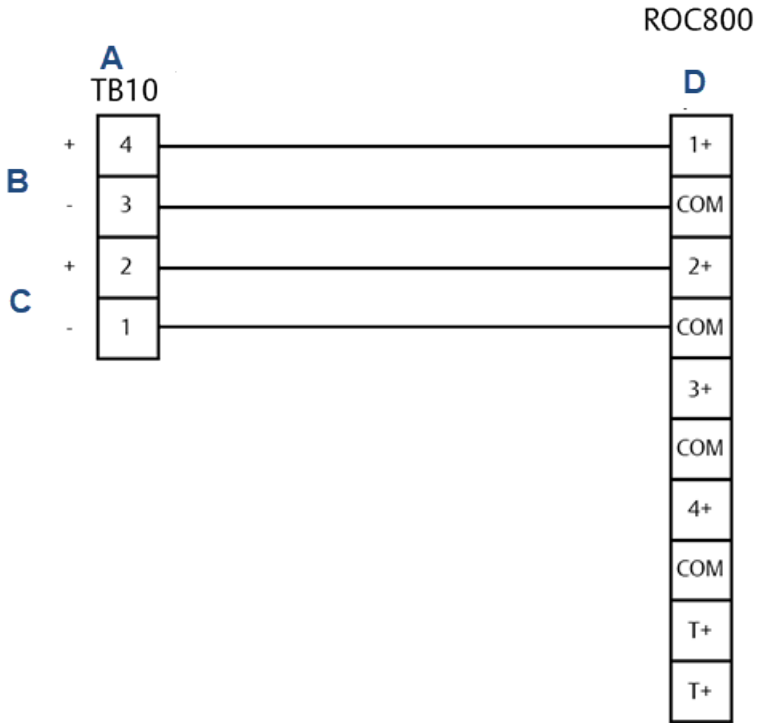 ROC800
A
D
TB10
+ 4 1+
B
- 3 COM
+ 2 2+
C
- 1 COM
3+
COM
4+
COM
T+
T+